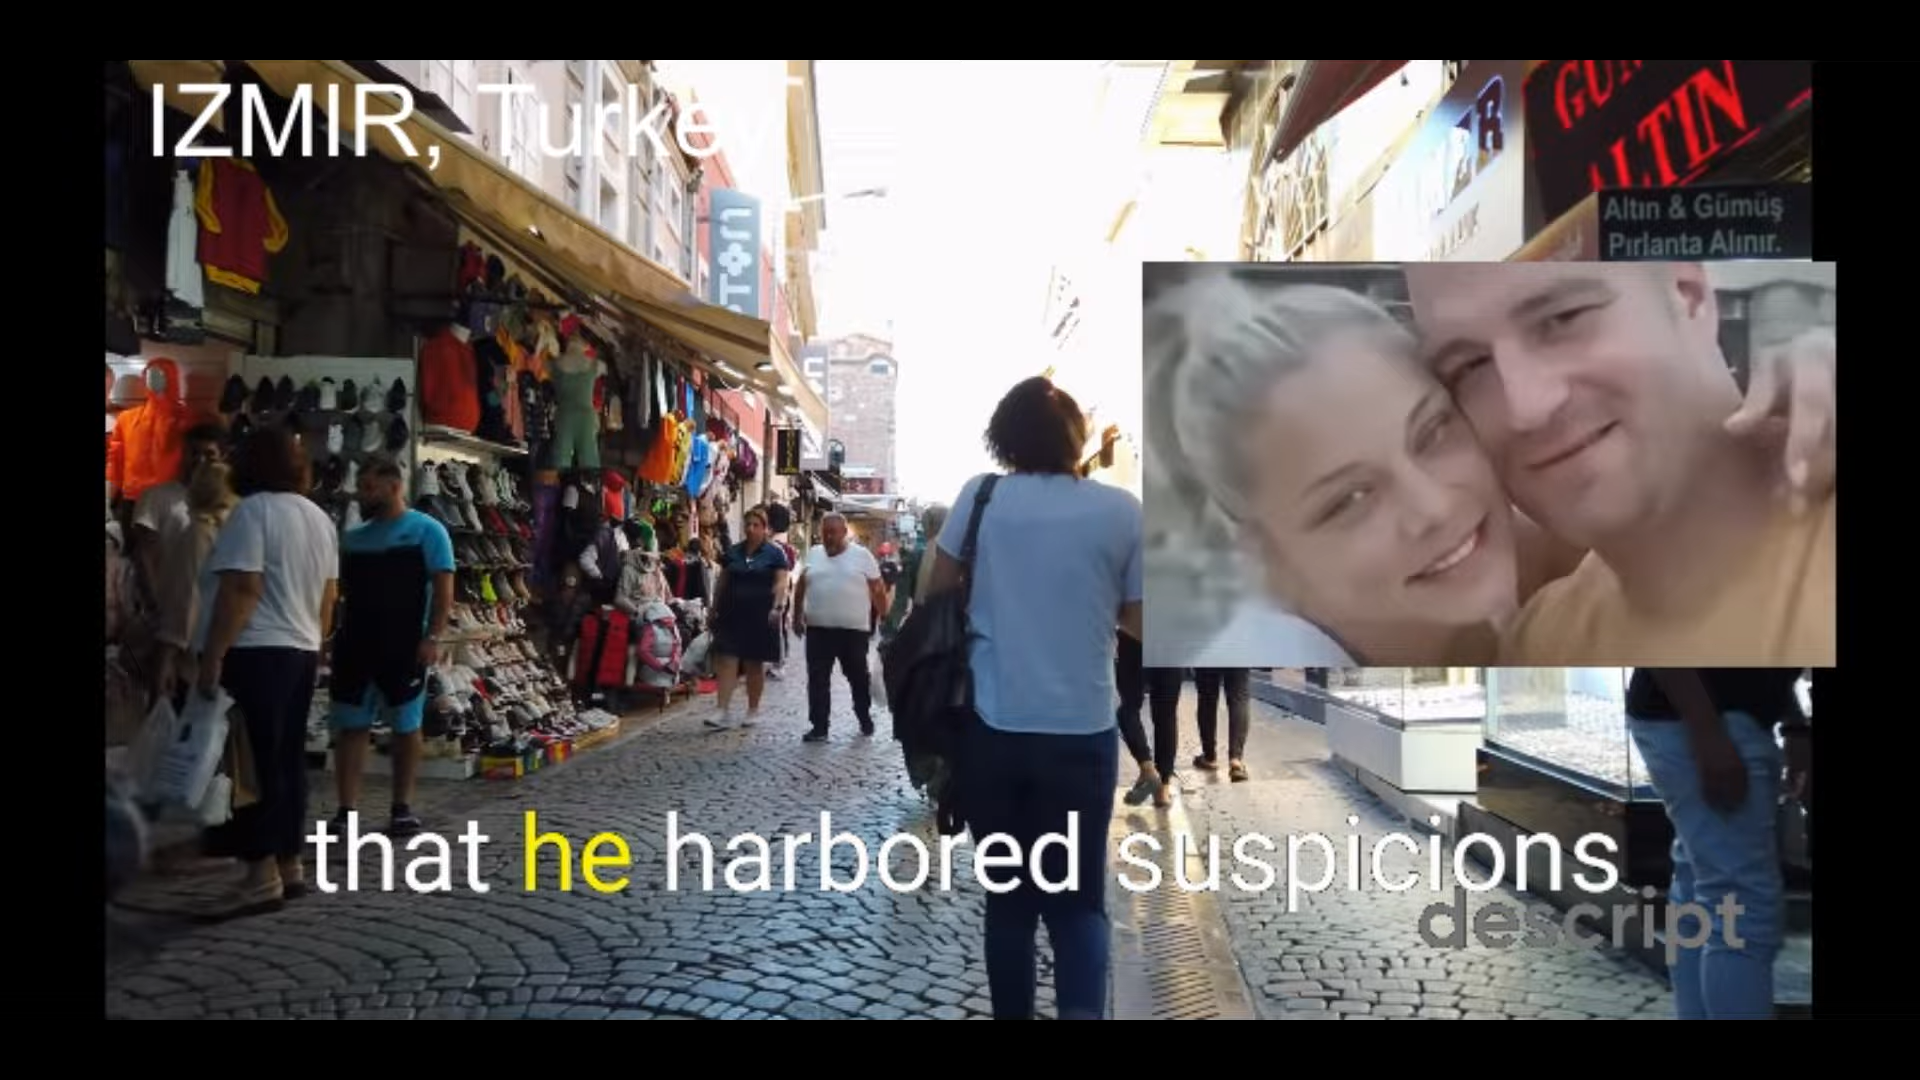 IZMIR, Turkey
ALTIN
Altın & Gümüş
Pırlanta Alınır.
that he harbored suspicions
descript